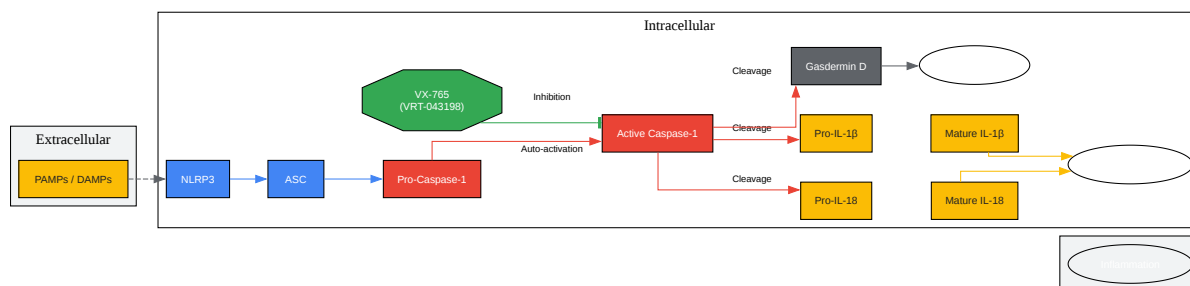 Intracellular
Extracellular
PAMPs / DAMPs
NLRP3
ASC
Pro-Caspase-1
VX-765
(VRT-043198)
Inhibition
Auto-activation
Active Caspase-1
Cleavage
Cleavage
Cleavage
Gasdermin D
Pro-IL-1β
Pro-IL-18
Mature IL-1β
Mature IL-18
Inflammation